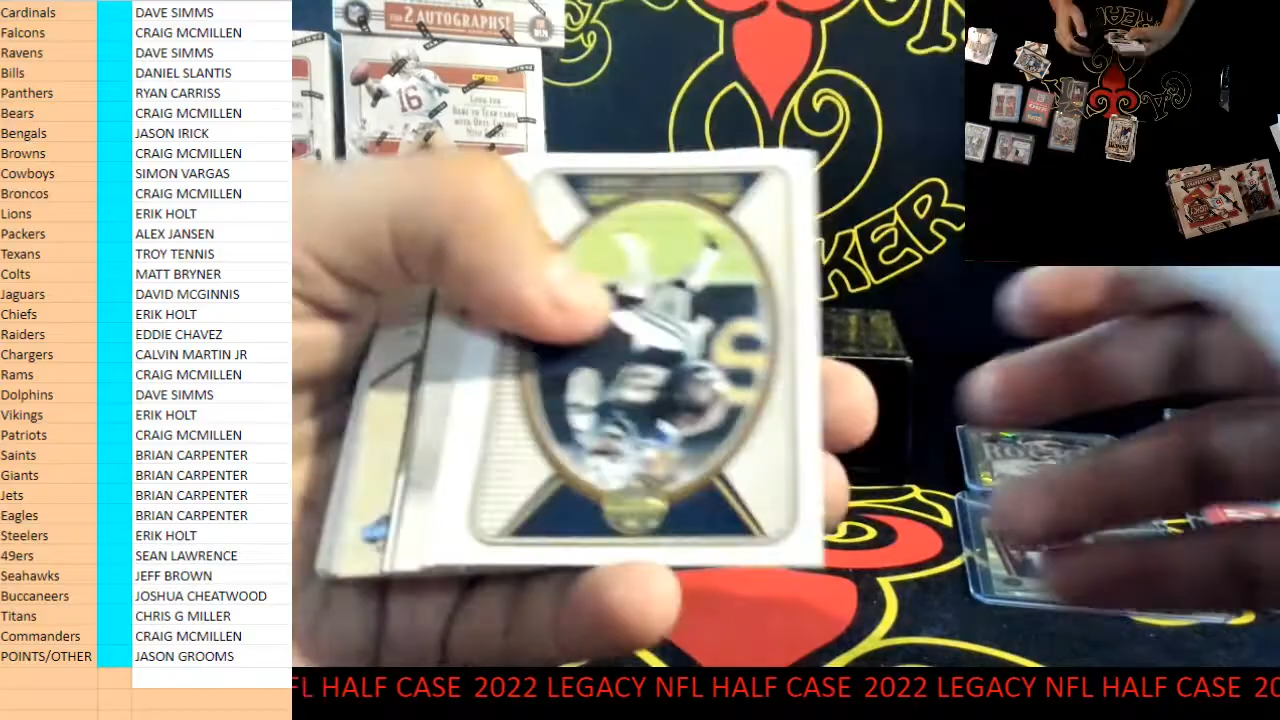 Cardinals DAVE SIMMS
Falcons CRAIG MCMILLEN
Ravens DAVE SIMMS
Bills DANIEL SLANTIS
Panthers RYAN CARRISS
Bears CRAIG MCMILLEN
Bengals JASON IRICK
Browns CRAIG MCMILLEN
Cowboys SIMON VARGAS
Broncos CRAIG MCMILLEN
Lions ERIK HOLT
Packers ALEX JANSEN
Texans TROY TENNIS
Colts MATT BRYNER
Jaguars DAVID MCGINNIS
Chiefs ERIK HOLT
Raiders EDDIE CHAVEZ
Chargers CALVIN MARTIN JR
Rams CRAIG MCMILLEN
Dolphins DAVE SIMMS
Vikings ERIK HOLT
Patriots CRAIG MCMILLEN
Saints BRIAN CARPENTER
Giants BRIAN CARPENTER
Jets BRIAN CARPENTER
Eagles BRIAN CARPENTER
Steelers ERIK HOLT
49ers SEAN LAWRENCE
Seahawks JEFF BROWN
Buccaneers JOSHUA CHEATWOOD
Titans CHRIS G MILLER
Commanders CRAIG MCMILLEN
POINTS/OTHER JASON GROOMS
2 AUTOGRAPHS!
16
LOOK FOR
KER
FL HALF CASE 2022 LEGACY NFL HALF CASE 2022 LEGACY NFL HALF CASE 20